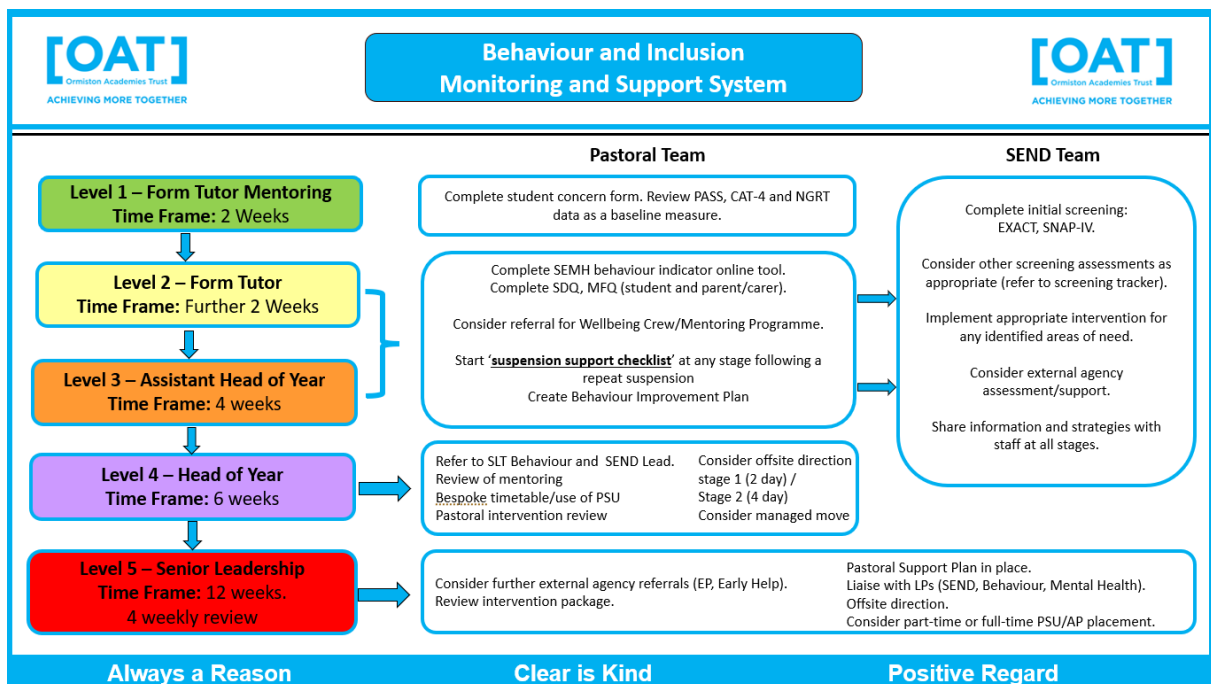 [OAT]
Ormiston Academies Trust
ACHIEVING MORE TOGETHER
Behaviour and Inclusion
Monitoring and Support System
[OAT]
Ormiston Academies Trust
ACHIEVING MORE TOGETHER
Pastoral Team
SEND Team
Level 1 – Form Tutor Mentoring
Time Frame: 2 Weeks
Complete student concern form. Review PASS, CAT-4 and NGRT
data as a baseline measure.
Level 2 – Form Tutor
Time Frame: Further 2 Weeks
Level 3 – Assistant Head of Year
Time Frame: 4 weeks
Complete SEMH behaviour indicator online tool.
Complete SDQ, MFQ (student and parent/carer).
Consider referral for Wellbeing Crew/Mentoring Programme.
Start ‘suspension support checklist’ at any stage following a
repeat suspension
Create Behaviour Improvement Plan
Complete initial screening:
EXACT, SNAP-IV.
Consider other screening assessments as
appropriate (refer to screening tracker).
Implement appropriate intervention for
any identified areas of need.
Consider external agency
assessment/support.
Share information and strategies with
staff at all stages.
Level 4 – Head of Year
Time Frame: 6 weeks
Refer to SLT Behaviour and SEND Lead.
Review of mentoring
Bespoke timetable/use of PSU
Pastoral intervention review
Consider offsite direction
stage 1 (2 day) /
Stage 2 (4 day)
Consider managed move
Level 5 – Senior Leadership
Time Frame: 12 weeks.
4 weekly review
Consider further external agency referrals (EP, Early Help).
Review intervention package.
Pastoral Support Plan in place.
Liaise with LPs (SEND, Behaviour, Mental Health).
Offsite direction.
Consider part-time or full-time PSU/AP placement.
Always a Reason
Clear is Kind
Positive Regard